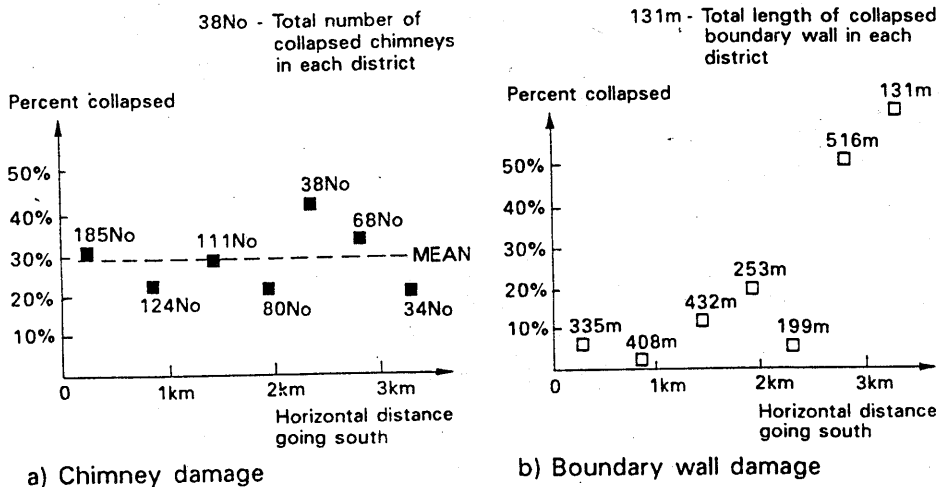 38No - Total number of
collapsed chimneys
in each district
Percent collapsed
50%
40%
30%
20%
10%
0
185No
124No
111No
80No
38No
68No
34No
MEAN
0
1km
2km
3km
Horizontal distance
going south
a) Chimney damage
131m - Total length of collapsed
boundary wall in each
district
Percent collapsed
50%
40%
30%
20%
10%
0
335m
408m
432m
253m
199m
516m
131m
0
1km
2km
3km
Horizontal distance
going south
b) Boundary wall damage